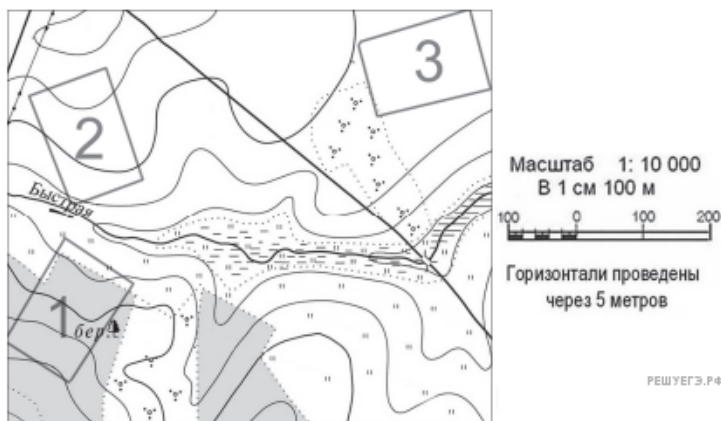 3
2
Быстрая
1
бер.
Масштаб 1: 10 000
В 1 см 100 м
100 0 100 200
Горизонтали проведены
через 5 метров
РЕШУЕГЭ.РФ